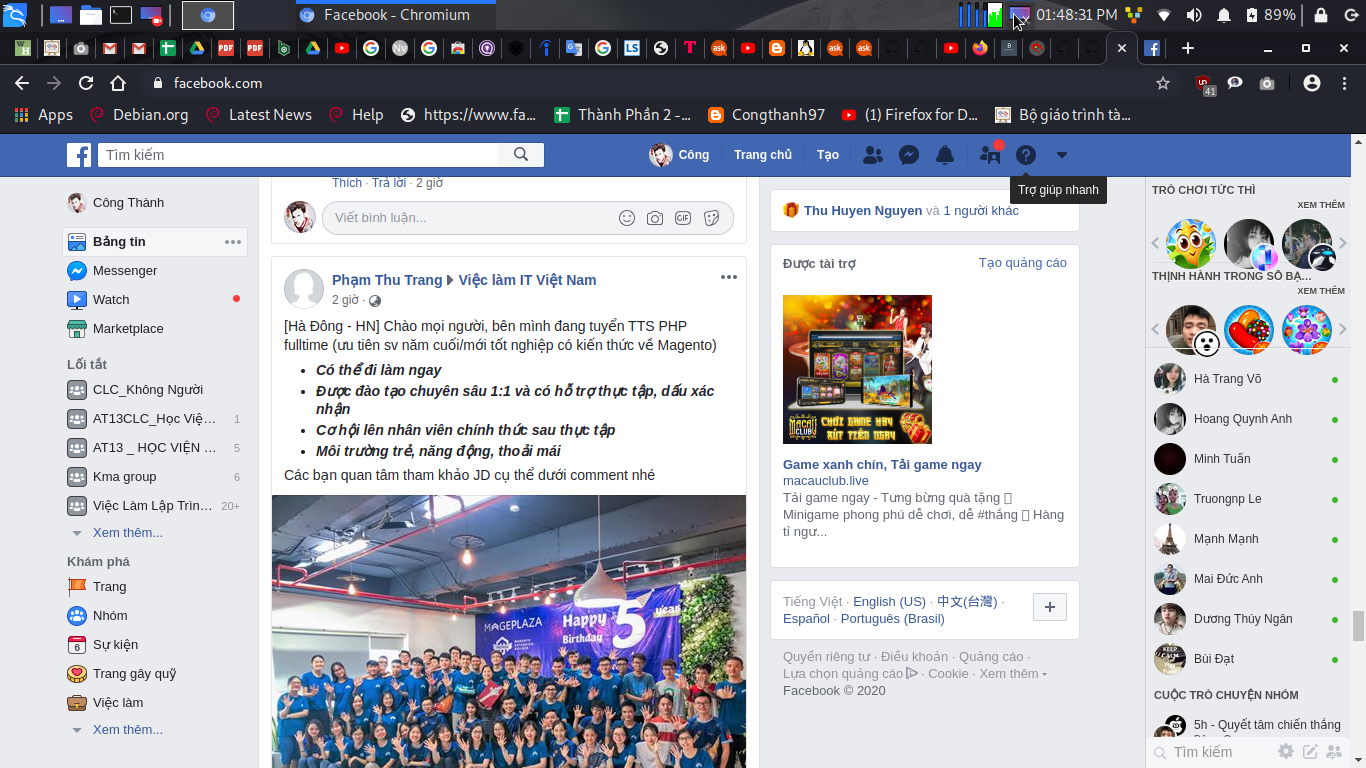 Facebook - Chromium
01:48:31 PM
89%
facebook.com
41
Apps
Debian.org
Latest News
Help
https://www.fa...
Thành Phần 2 -...
Congthanh97
(1) Firefox for D...
Bộ giáo trình tà...
Tìm kiếm
Công
Trang chủ
Tạo
Trợ giúp nhanh
Công Thành
Bảng tin
Messenger
Watch
Marketplace
Lối tắt
CLC_Không Người
AT13CLC_Học Việ... 1
AT13 _ HỌC VIỆN ... 5
Kma group 6
Việc Làm Lập Trìn... 20+
Xem thêm...
Khám phá
Trang
Nhóm
Sự kiện
Trang gây quỹ
Việc làm
Xem thêm...
Thích · Trả lời · 2 giờ
Viết bình luận...
GIF
Phạm Thu Trang Việc làm IT Việt Nam
2 giờ ·
[Hà Đông - HN] Chào mọi người, bên mình đang tuyển TTS PHP
fulltime (ưu tiên sv năm cuối/mới tốt nghiệp có kiến thức về Magento)
• Có thể đi làm ngay
• Được đào tạo chuyên sâu 1:1 và có hỗ trợ thực tập, dấu xác
nhận
• Cơ hội lên nhân viên chính thức sau thực tập
• Môi trường trẻ, năng động, thoải mái
Các bạn quan tâm tham khảo JD cụ thể dưới comment nhé
MAGEPLAZA
Happy
Birthday
5
year
Thu Huyen Nguyen và 1 người khác
Được tài trợ
Tạo quảng cáo
MACAU
CLUB
CHƠI GAME HAY
RÚT TIỀN NGAY
Game xanh chín, Tải game ngay
macauclub.live
Tải game ngay - Tưng bừng quà tặng
Minigame phong phú dễ chơi, dễ #thắng Hàng
tỉ ngư...
Tiếng Việt · English (US) · 中文(台灣) ·
Español · Português (Brasil)
Quyền riêng tư · Điều khoản · Quảng cáo ·
Lựa chọn quảng cáo · Cookie · Xem thêm
Facebook © 2020
TRÒ CHƠI TỨC THÌ
XEM THÊM
THỊNH HÀNH TRONG SỐ BẠ...
XEM THÊM
Hà Trang Võ
Hoang Quynh Anh
Minh Tuấn
Truongnp Le
Mạnh Mạnh
Mai Đức Anh
Dương Thúy Ngân
Bùi Đạt
CUỘC TRÒ CHUYỆN NHÓM
5h - Quyết tâm chiến thắng
Tìm kiếm